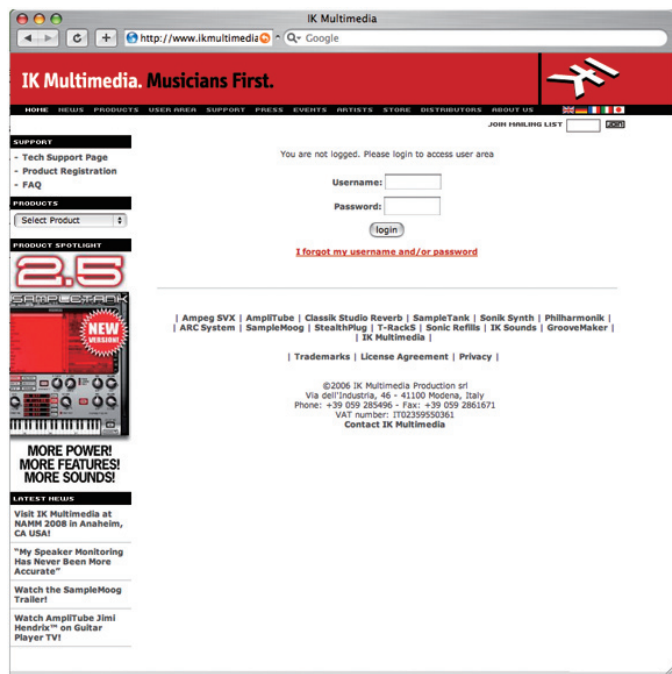 IK Multimedia
http://www.ikmultimedia
Google
IK Multimedia. Musicians First.
HOME NEWS PRODUCTS USER AREA SUPPORT PRESS EVENTS ARTISTS STORE DISTRIBUTORS ABOUT US
JOIN MAILING LIST JOIN
SUPPORT
- Tech Support Page
- Product Registration
- FAQ
PRODUCTS
Select Product
PRODUCT SPOTLIGHT
2.5
SAMPLETANK
NEW
VERSION!
MORE POWER!
MORE FEATURES!
MORE SOUNDS!
LATEST NEWS
Visit IK Multimedia at
NAMM 2008 in Anaheim,
CA USA!
"My Speaker Monitoring
Has Never Been More
Accurate"
Watch the SampleMoog
Trailer!
Watch AmpliTube Jimi
Hendrix™ on Guitar
Player TV!
You are not logged. Please login to access user area
Username:
Password:
login
I forgot my username and/or password
| Ampeg SVX | AmpliTube | Classik Studio Reverb | SampleTank | Sonik Synth | Philharmonik |
| ARC System | SampleMoog | StealthPlug | T-RackS | Sonic Refills | IK Sounds | GrooveMaker |
| IK Multimedia |
| Trademarks | License Agreement | Privacy |
©2006 IK Multimedia Production srl
Via dell'Industria, 46 - 41100 Modena, Italy
Phone: +39 059 285496 - Fax: +39 059 2861671
VAT number: IT02359550361
Contact IK Multimedia